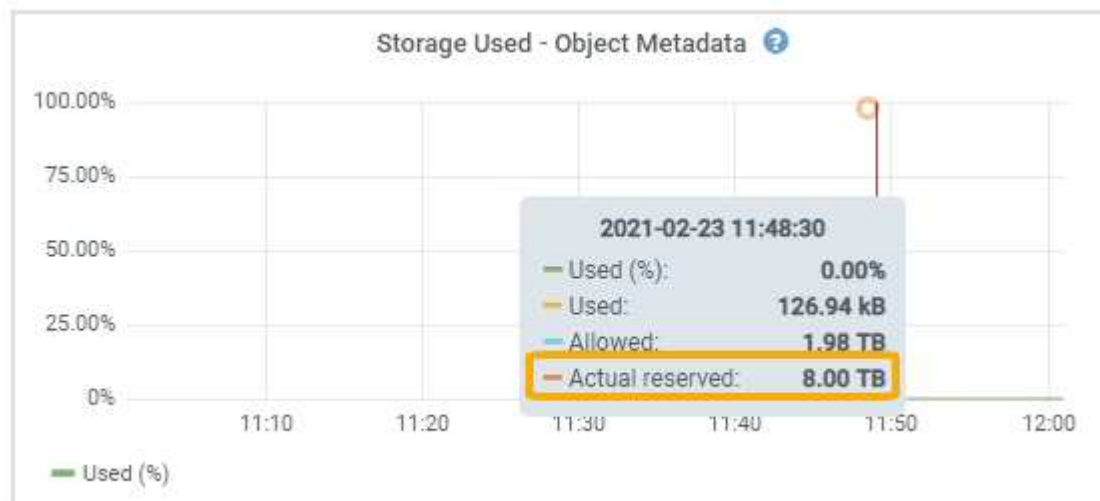 Storage Used - Object Metadata ?
100.00%
75.00%
50.00%
25.00%
0%
2021-02-23 11:48:30
Used (%): 0.00%
Used: 126.94 kB
Allowed: 1.98 TB
Actual reserved: 8.00 TB
11:10 11:20 11:30 11:40 11:50 12:00
Used (%)